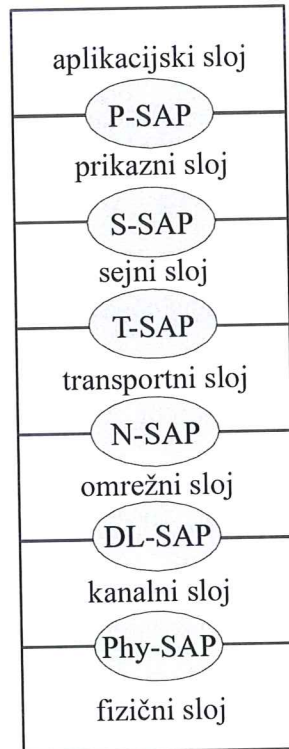 aplikacijski sloj
P-SAP
prikazni sloj
S-SAP
sejni sloj
T-SAP
transportni sloj
N-SAP
omrežni sloj
DL-SAP
kanalni sloj
Phy-SAP
fizični sloj